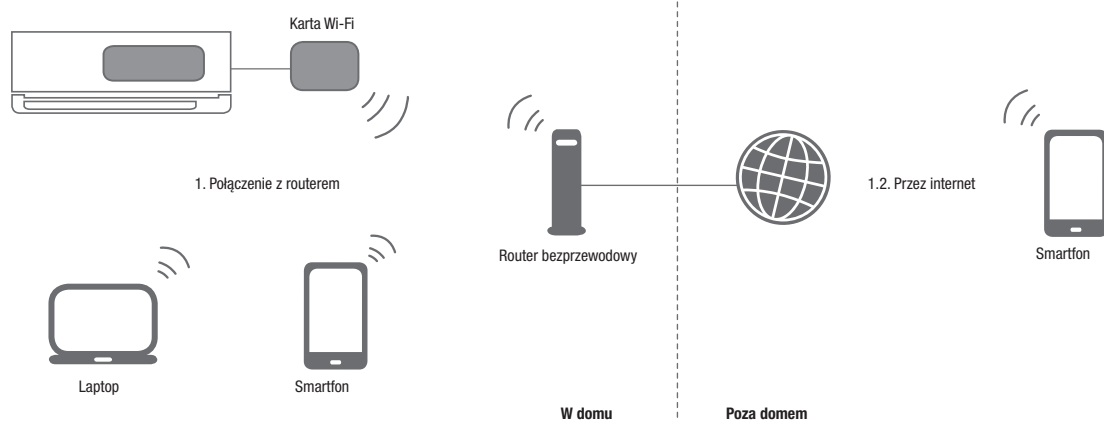 Karta Wi-Fi
1. Połączenie z routerem
1.2. Przez internet
Router bezprzewodowy
Smartfon
Laptop
Smartfon
W domu
Poza domem